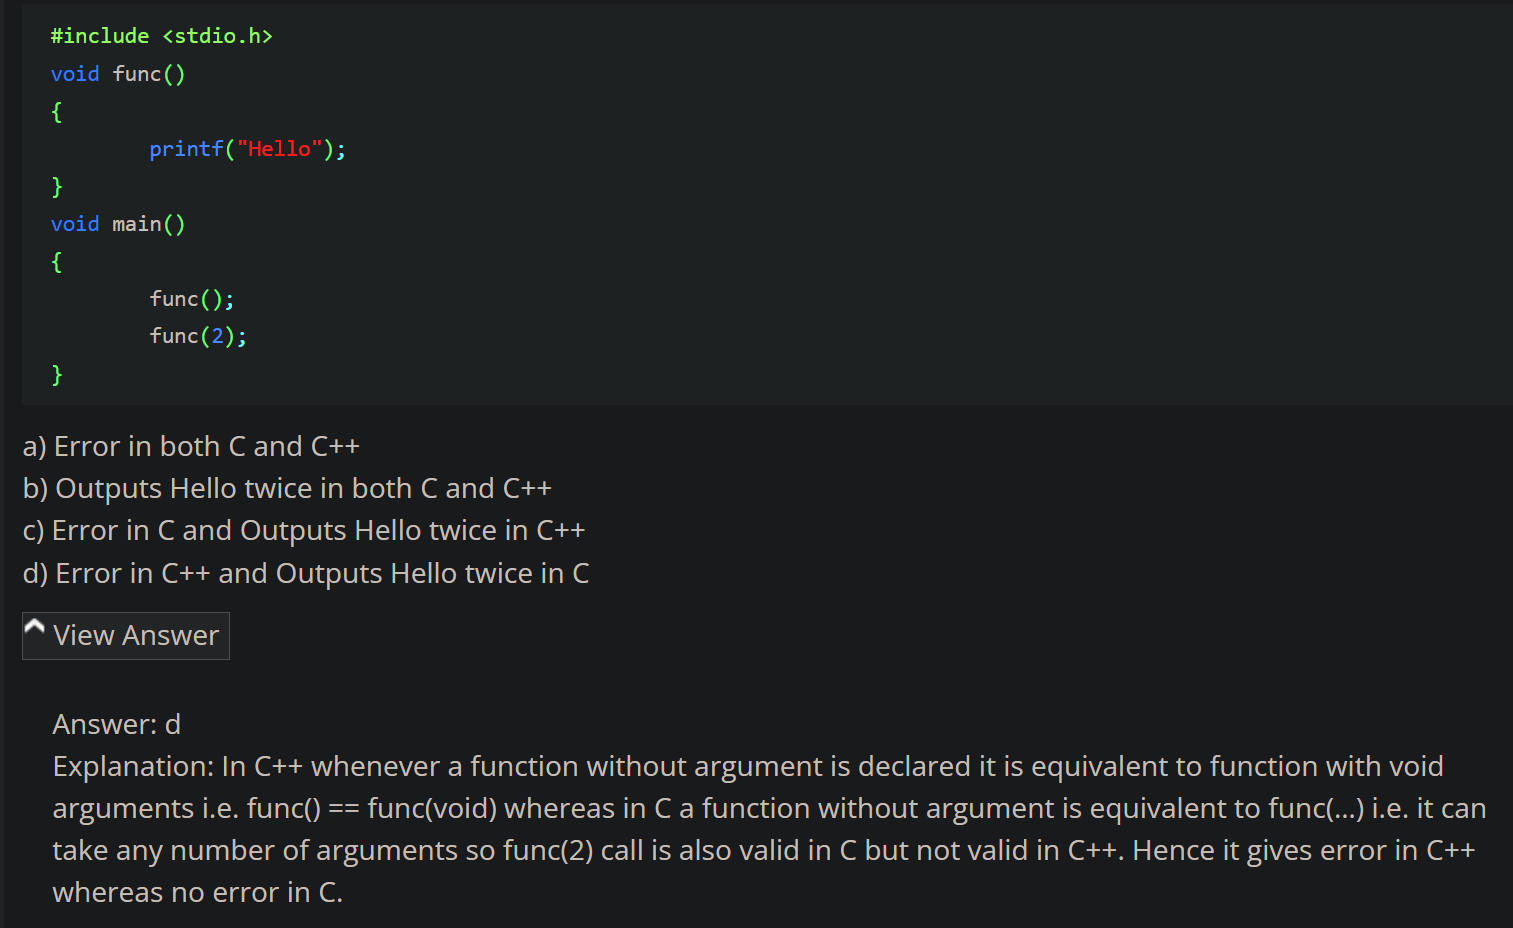 #include <stdio.h>
void func()
{
printf("Hello");
}
void main()
{
func();
func(2);
}
a) Error in both C and C++
b) Outputs Hello twice in both C and C++
c) Error in C and Outputs Hello twice in C++
d) Error in C++ and Outputs Hello twice in C
View Answer
Answer: d
Explanation: In C++ whenever a function without argument is declared it is equivalent to function with void
arguments i.e. func() == func(void) whereas in C a function without argument is equivalent to func(…) i.e. it can
take any number of arguments so func(2) call is also valid in C but not valid in C++. Hence it gives error in C++
whereas no error in C.